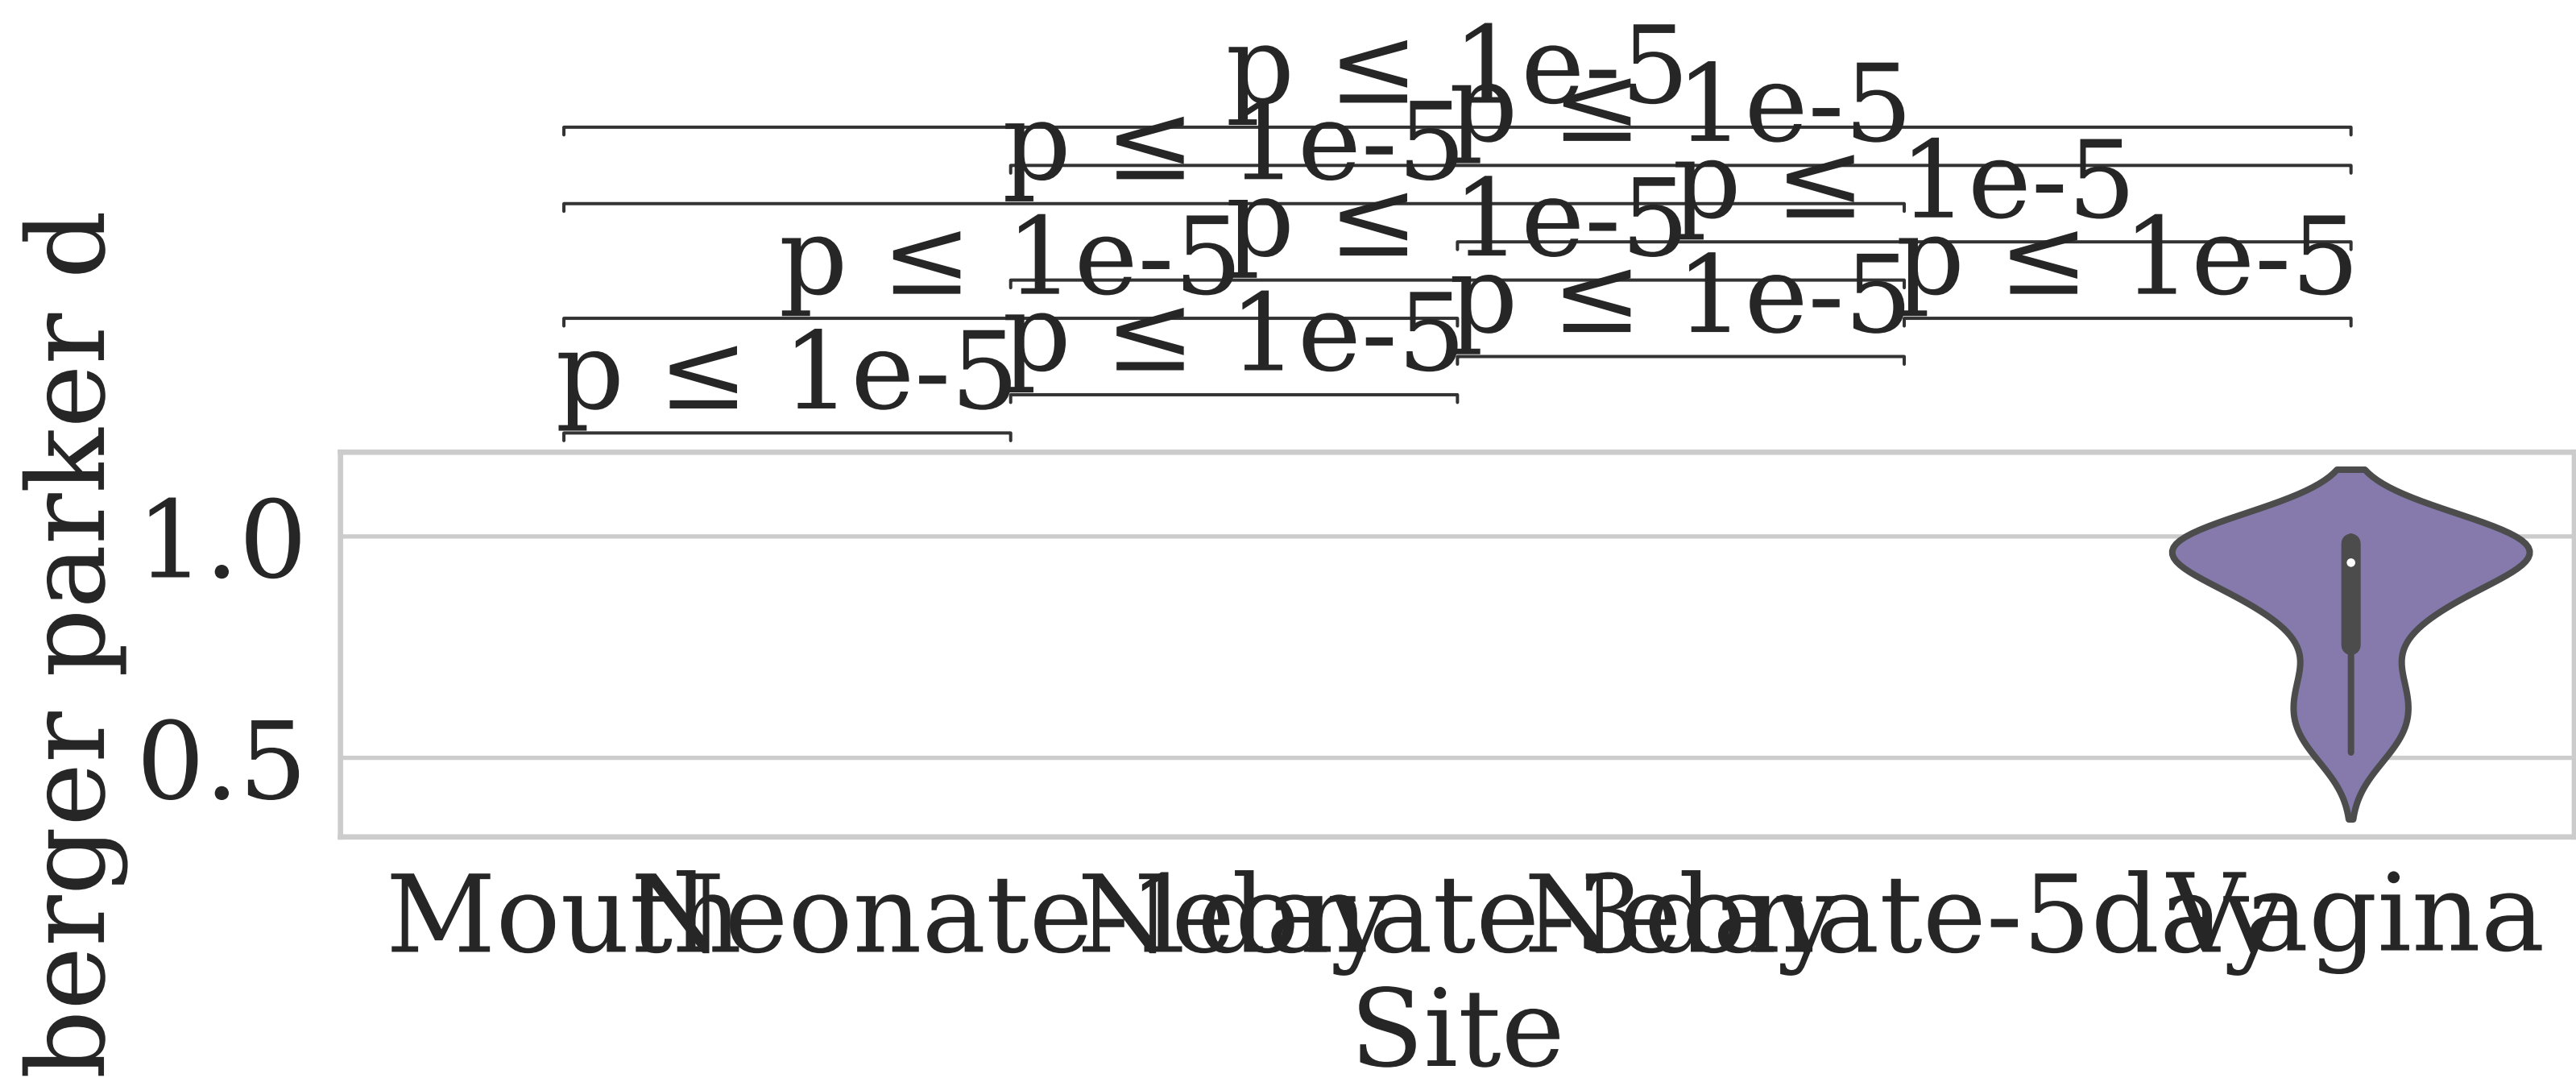 p ≤ 1e-5
p ≤ 1e-5
p ≤ 1e-5
p ≤ 1e-5
p ≤ 1e-5
p ≤ 1e-5
p ≤ 1e-5
p ≤ 1e-5
p ≤ 1e-5
p ≤ 1e-5
berger parker d
1.0
0.5
Mouth Neonate-1day Neonate-3day Neonate-5day Vagina
Site